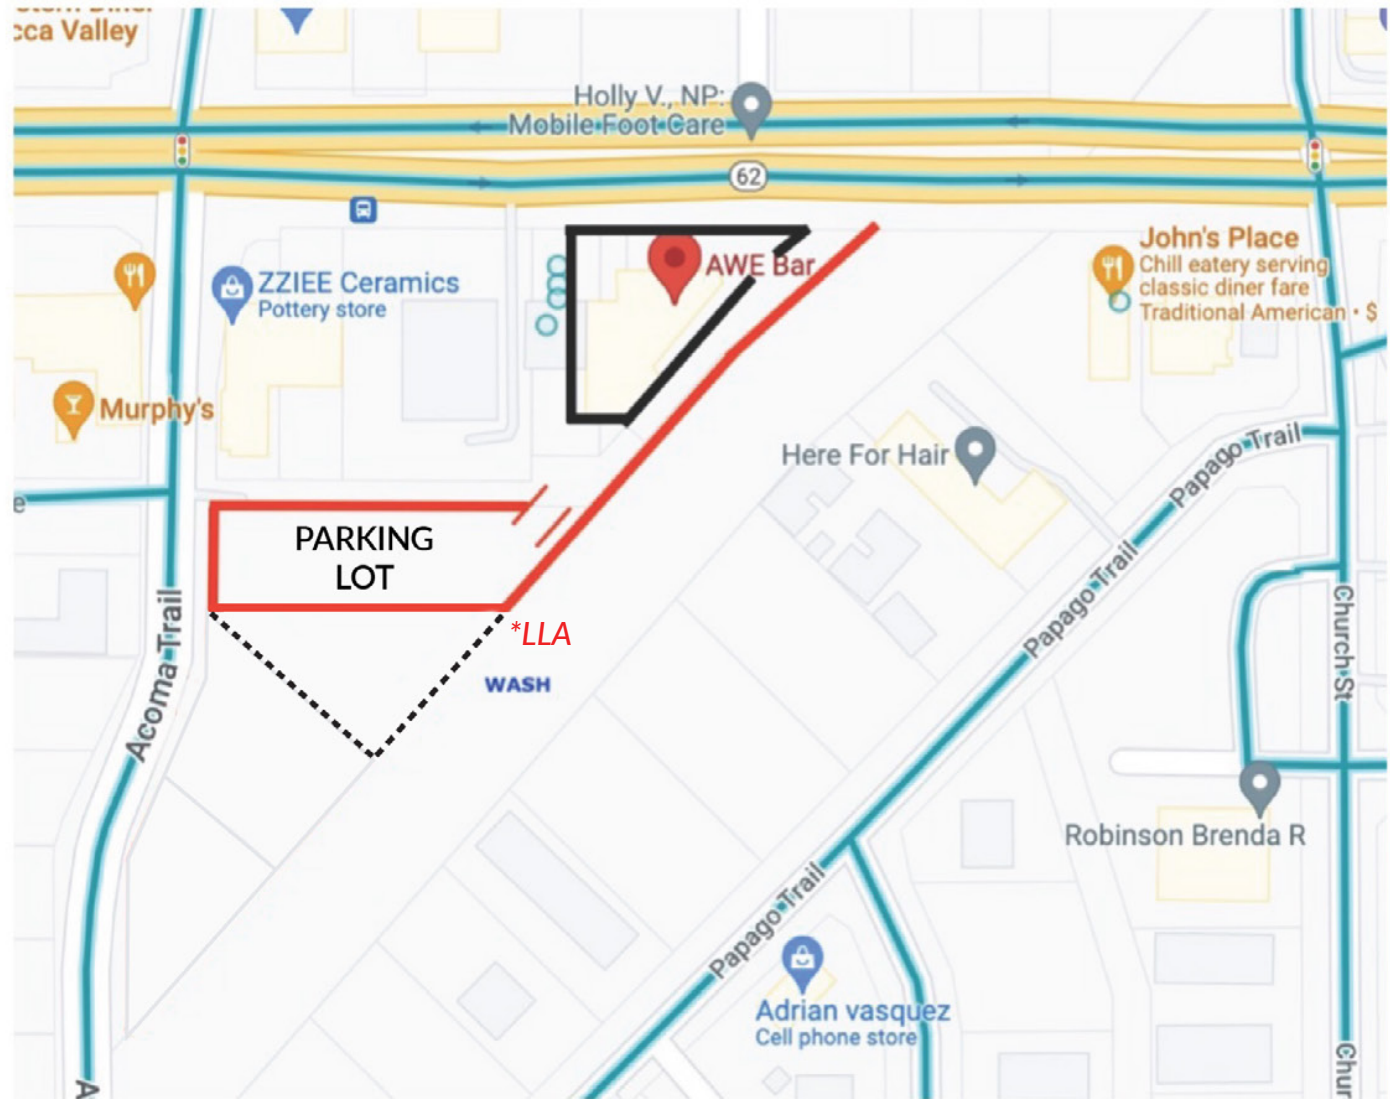 cca Valley
Holly V., NP:
Mobile Foot Care
62
ZZIEE Ceramics
Pottery store
AWE Bar
John's Place
Chill eatery serving
classic diner fare
Traditional American • $
Murphy's
Here For Hair
Papago Trail
e
PARKING
LOT
Papago Trail
Acoma Trail
*LLA
Church St
WASH
Robinson Brenda R
Papago Trail
Adrian vasquez
Cell phone store
A
Chur